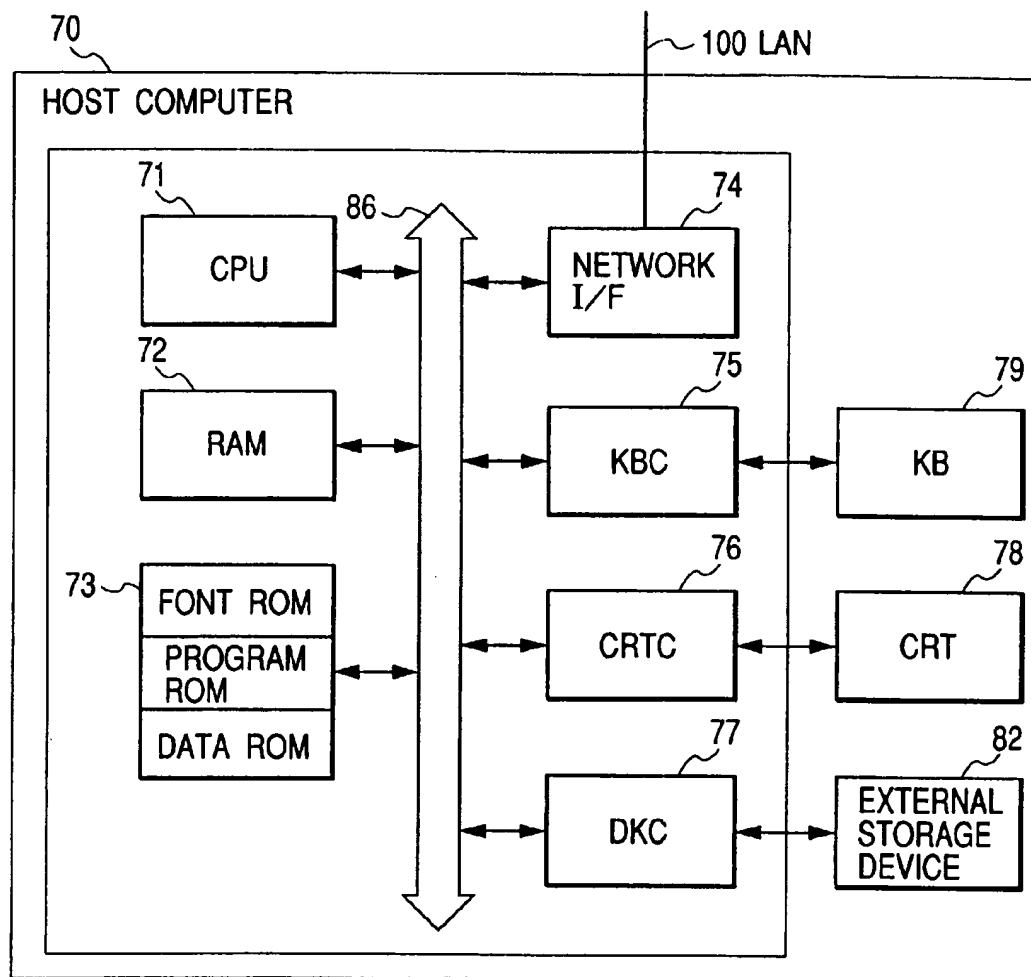 70
100 LAN
HOST COMPUTER
71
CPU
86
74
NETWORK
I/F
72
RAM
75
KBC
79
KB
73
FONT ROM
PROGRAM
ROM
DATA ROM
76
CRTC
78
CRT
77
DKC
82
EXTERNAL
STORAGE
DEVICE